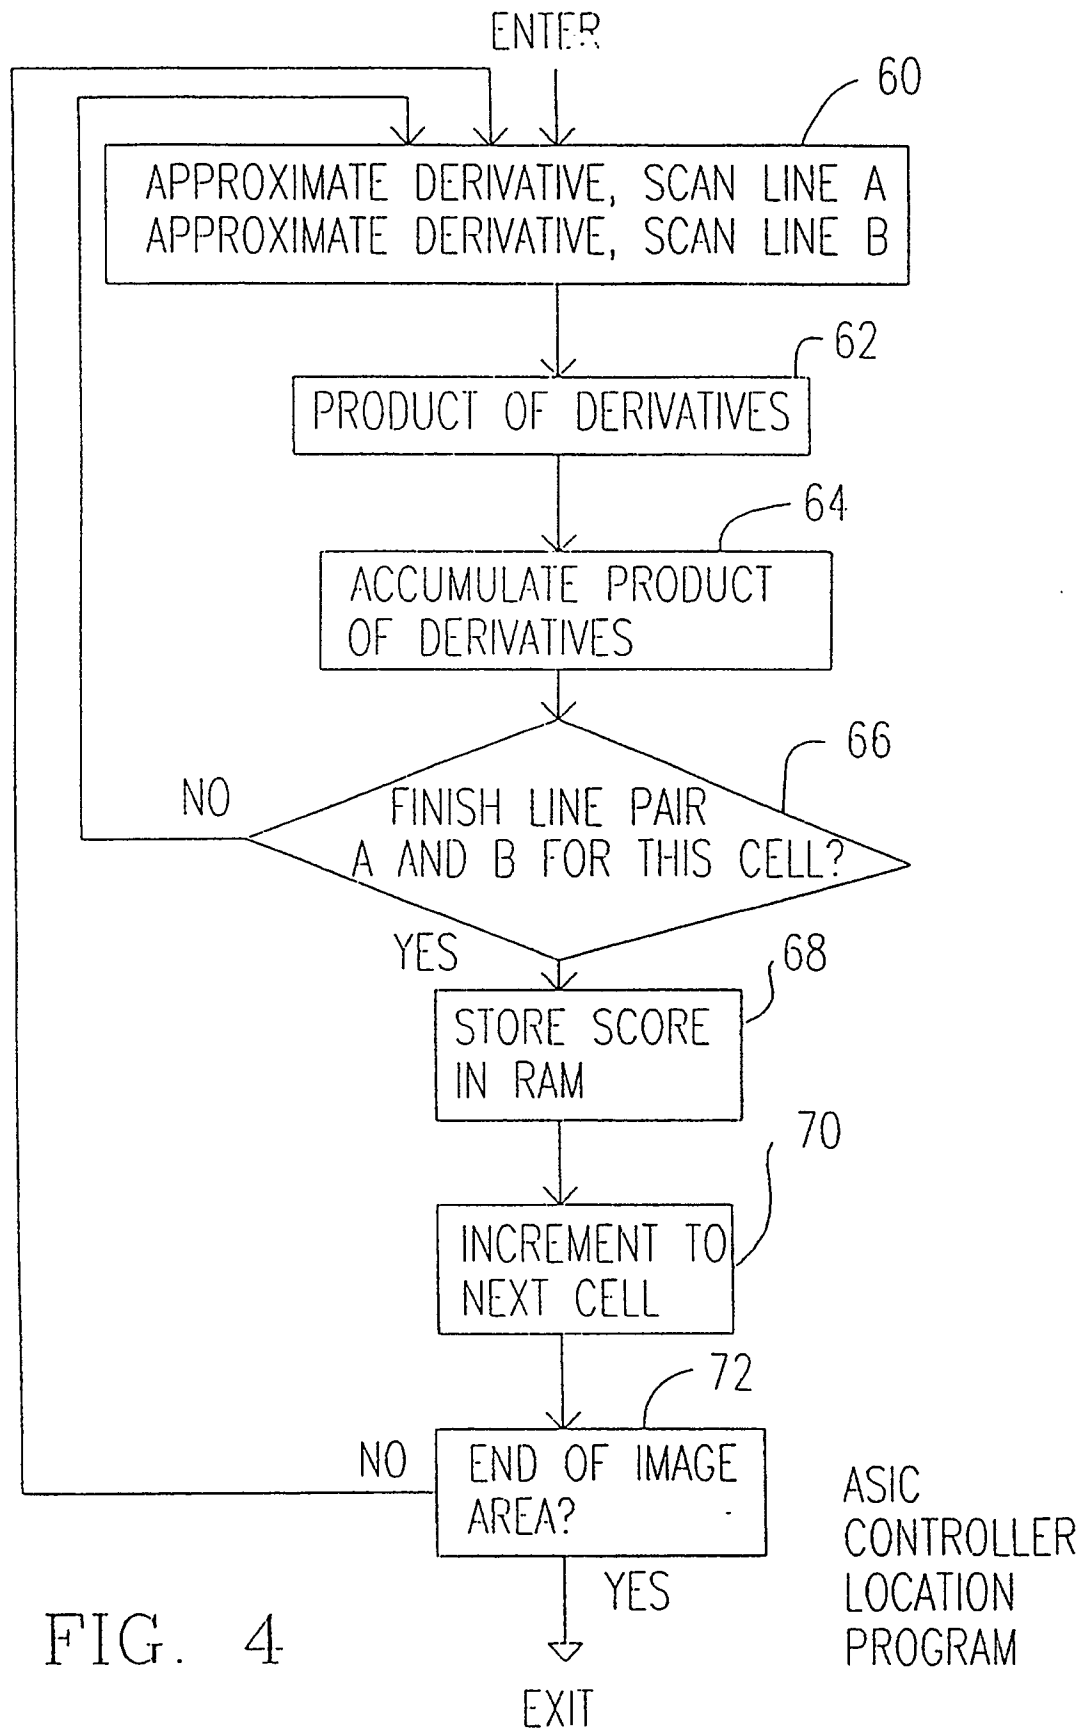 ENTER
60
APPROXIMATE DERIVATIVE, SCAN LINE A
APPROXIMATE DERIVATIVE, SCAN LINE B
62
PRODUCT OF DERIVATIVES
64
ACCUMULATE PRODUCT
OF DERIVATIVES
66
NO
FINISH LINE PAIR
A AND B FOR THIS CELL?
YES
68
STORE SCORE
IN RAM
70
INCREMENT TO
NEXT CELL
72
NO
END OF IMAGE
AREA?
YES
EXIT
ASIC
CONTROLLER
LOCATION
PROGRAM
FIG. 4